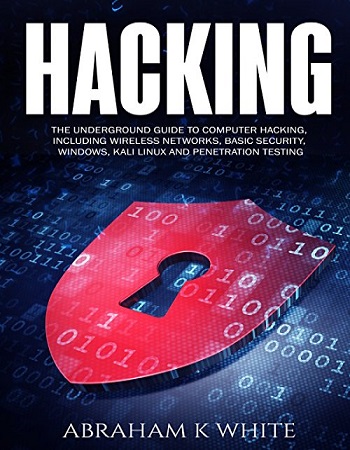 HACKING
THE UNDERGROUND GUIDE TO COMPUTER HACKING,
INCLUDING WIRELESS NETWORKS, BASIC SECURITY,
WINDOWS, KALI LINUX AND PENETRATION TESTING
ABRAHAM K WHITE